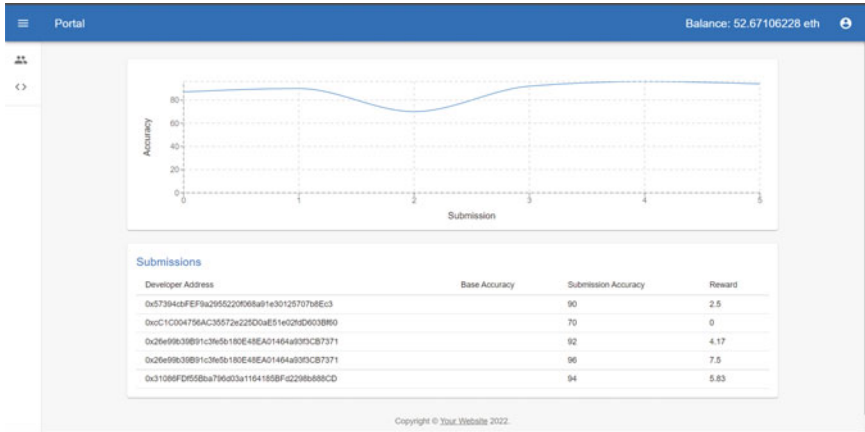 Portal Balance: 52.67106228 eth
80
60
40
20
0
Accuracy
0 1 2 3 4 5
Submission
Submissions
Developer Address Base Accuracy Submission Accuracy Reward
0x57394cbFEF9a2955220f068a91e30125707b8Ec3 90 2.5
0xcC1C004756AC35572e225D0aE51e02fdD603Bf60 70 0
0x26e99b39B91c3fe5b180E48EA01464a93f3CB7371 92 4.17
0x26e99b39B91c3fe5b180E48EA01464a93f3CB7371 96 7.5
0x31086FDf55Bba796d03a1164185BFd2298b888CD 94 5.83
Copyright © Your Website 2022.